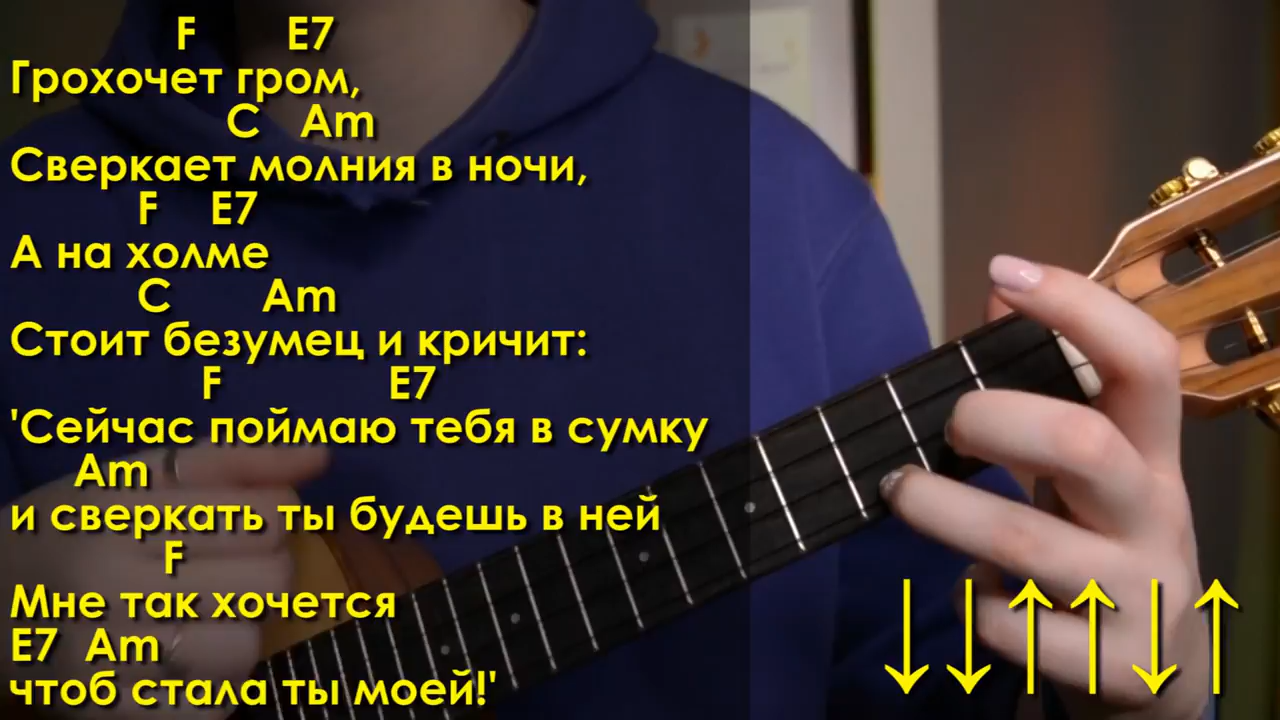 F E7
Грохочет гром,
C Am
Сверкает молния в ночи,
F E7
А на холме
C Am
Стоит безумец и кричит:
F E7
'Сейчас поймаю тебя в сумку
Am
и сверкать ты будешь в ней
F
Мне так хочется
E7 Am
чтоб стала ты моей!'
↓↓↑↑↓↑